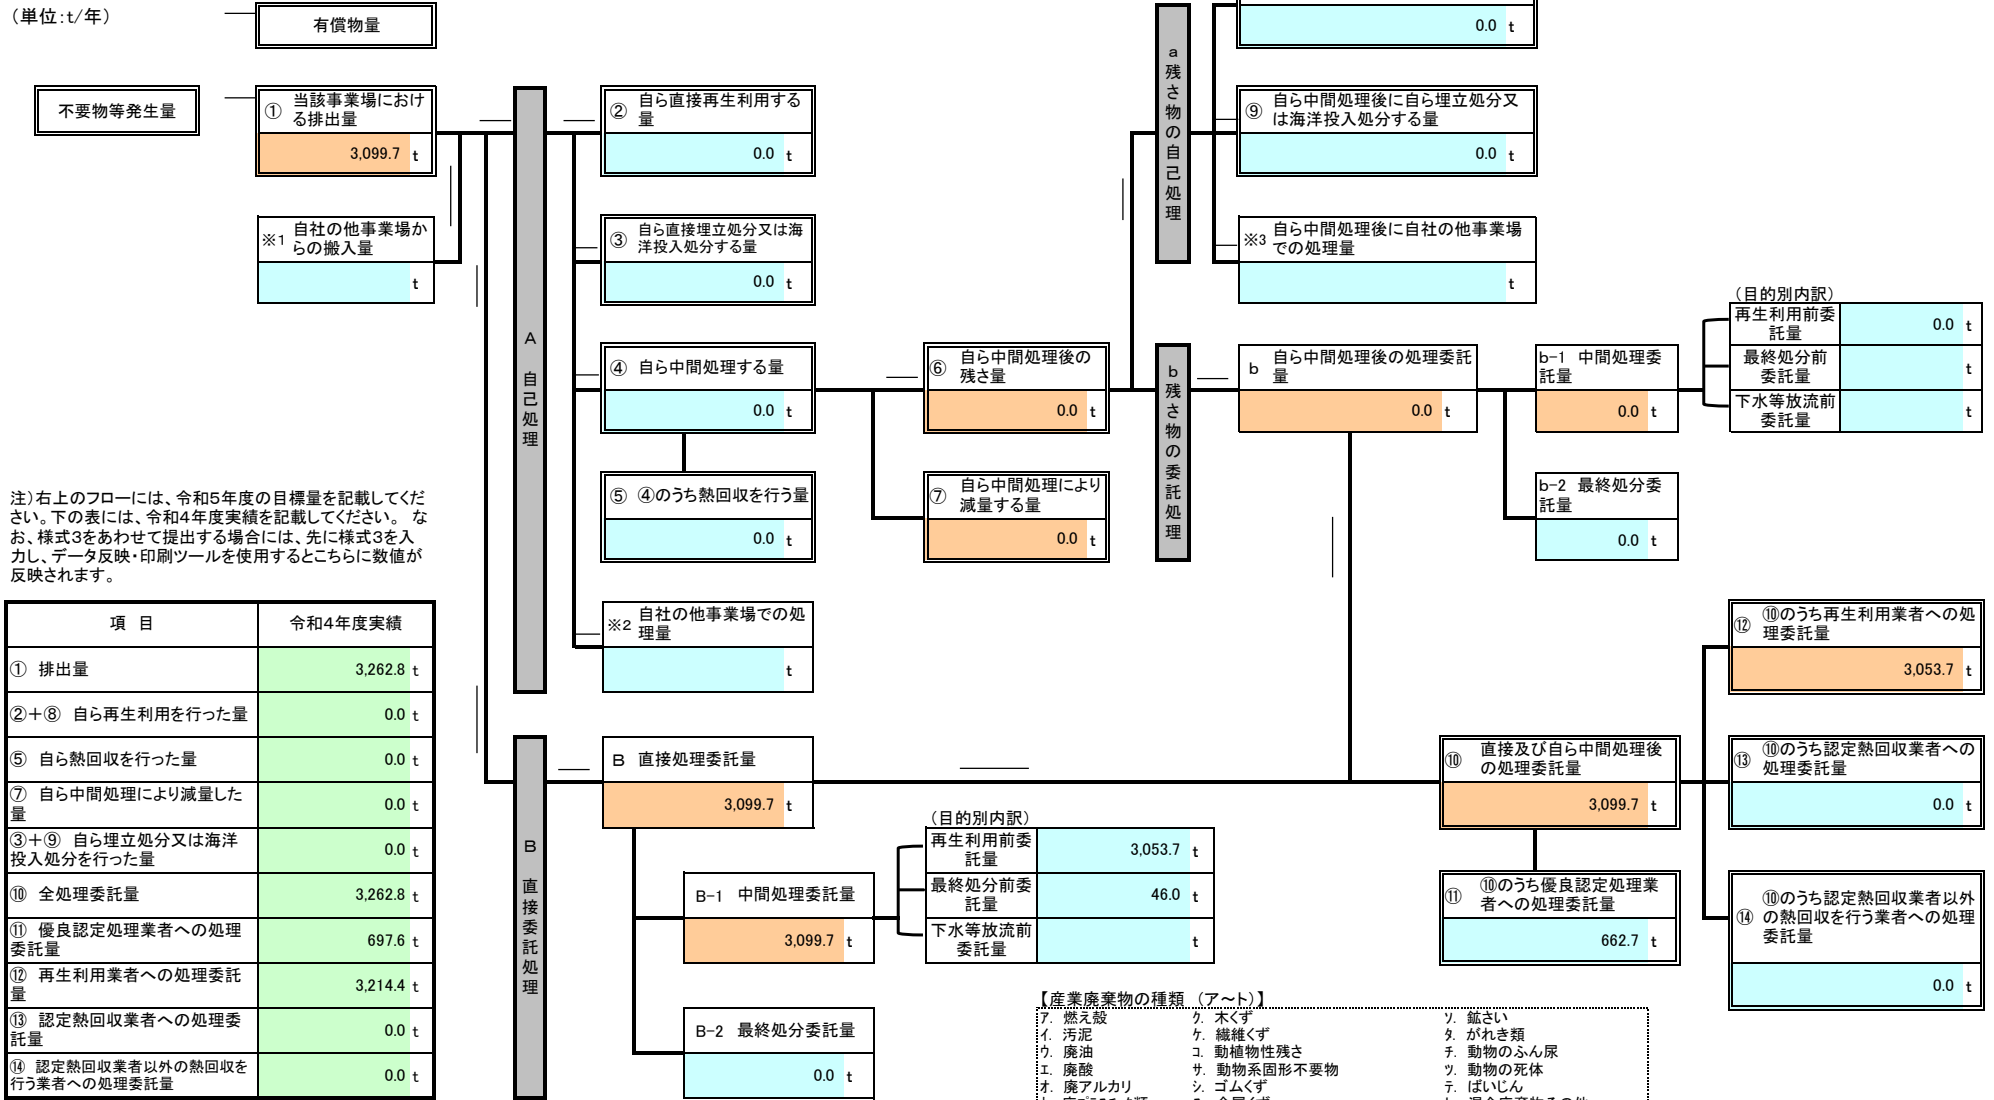 （単位:t/年）
有償物量
不要物等発生量
① 当該事業場におけ
る排出量
3,099.7 t
※1 自社の他事業場か
らの搬入量
t
A 自己処理
② 自ら直接再生利用する
量
0.0 t
③ 自ら直接埋立処分又は海
洋投入処分する量
0.0 t
④ 自ら中間処理する量
0.0 t
⑤ ④のうち熱回収を行う量
0.0 t
※2 自社の他事業場での処
理量
t
⑥ 自ら中間処理後の
残さ量
0.0 t
⑦ 自ら中間処理により
減量する量
0.0 t
a 残さ物の自己処理
0.0 t
⑨ 自ら中間処理後に自ら埋立処分又
は海洋投入処分する量
0.0 t
※3 自ら中間処理後に自社の他事業場
での処理量
t
b 残さ物の委託処理
b 自ら中間処理後の処理委託
量
0.0 t
b-1 中間処理委
託量
0.0 t
b-2 最終処分委
託量
0.0 t
（目的別内訳）
再生利用前委
託量
0.0 t
最終処分前
委託量
t
下水等放流前
委託量
t
注）右上のフローには、令和5年度の目標量を記載してくだ
さい。下の表には、令和4年度実績を記載してください。 な
お、様式3をあわせて提出する場合には、先に様式3を入
力し、データ反映・印刷ツールを使用するとこちらに数値が
反映されます。
項 目 令和4年度実績
① 排出量 3,262.8 t
②＋⑧ 自ら再生利用を行った量 0.0 t
⑤ 自ら熱回収を行った量 0.0 t
⑦ 自ら中間処理により減量した
量 0.0 t
③＋⑨ 自ら埋立処分又は海洋
投入処分を行った量 0.0 t
⑩ 全処理委託量 3,262.8 t
⑪ 優良認定処理業者への処理
委託量 697.6 t
⑫ 再生利用業者への処理委託
量 3,214.4 t
⑬ 認定熱回収業者への処理委
託量 0.0 t
⑭ 認定熱回収業者以外の熱回収を
行う業者への処理委託量 0.0 t
B 直接委託処理
B 直接処理委託量
3,099.7 t
B-1 中間処理委託量
3,099.7 t
B-2 最終処分委託量
0.0 t
（目的別内訳）
再生利用前委
託量
3,053.7 t
最終処分前委
託量
46.0 t
下水等放流前
委託量
t
⑩ 直接及び自ら中間処理後
の処理委託量
3,099.7 t
⑪ ⑩のうち優良認定処理業
者への処理委託量
662.7 t
⑫ ⑩のうち再生利用業者への処
理委託量
3,053.7 t
⑬ ⑩のうち認定熱回収業者への
処理委託量
0.0 t
⑭ ⑩のうち認定熱回収業者以外
の熱回収を行う業者への処理
委託量
0.0 t
【産業廃棄物の種類 （ア～ト）】
ア. 燃え殻 ク. 木くず ソ. 鉱さい
イ. 汚泥 ケ. 繊維くず タ. がれき類
ウ. 廃油 コ. 動植物性残さ チ. 動物のふん尿
エ. 廃酸 サ. 動物系固形不要物 ツ. 動物の死体
オ. 廃アルカリ シ. ゴムくず テ. ばいじん